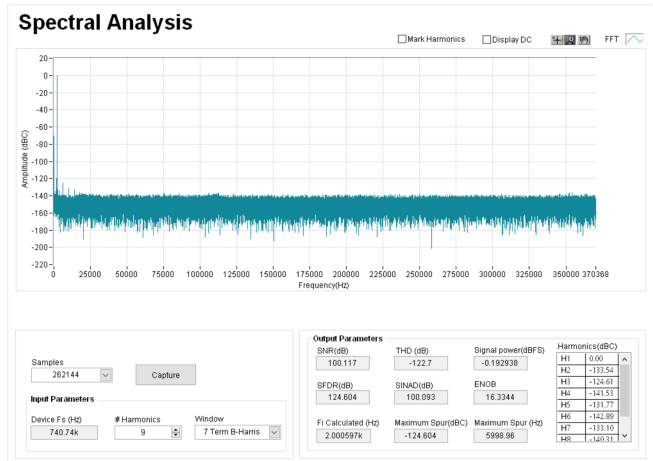 Spectral Analysis
Mark Harmonics Display DC FFT
20
0
-20
-40
-60
-80
-100
-120
-140
-160
-180
-200
-220
Amplitude (dBC)
0 25000 50000 75000 100000 125000 150000 175000 200000 225000 250000 275000 300000 325000 350000 370368
Frequency(Hz)
Samples
262144
Capture
Input Parameters
Device Fs (Hz) # Harmonics Window
740.74k 9 7 Term B-Harris
Output Parameters
SNR(dB) THD (dB) Signal power(dBFS)
100.117 -122.7 -0.192938
SFDR(dB) SINAD(dB) ENOB
124.604 100.093 16.3344
Fi Calculated (Hz) Maximum Spur(dBC) Maximum Spur (Hz)
2.000597k -124.604 5998.96
Harmonics(dBC)
H1 0.00
H2 -133.54
H3 -124.61
H4 -141.53
H5 -131.77
H6 -142.89
H7 -133.10
H8 -140.31